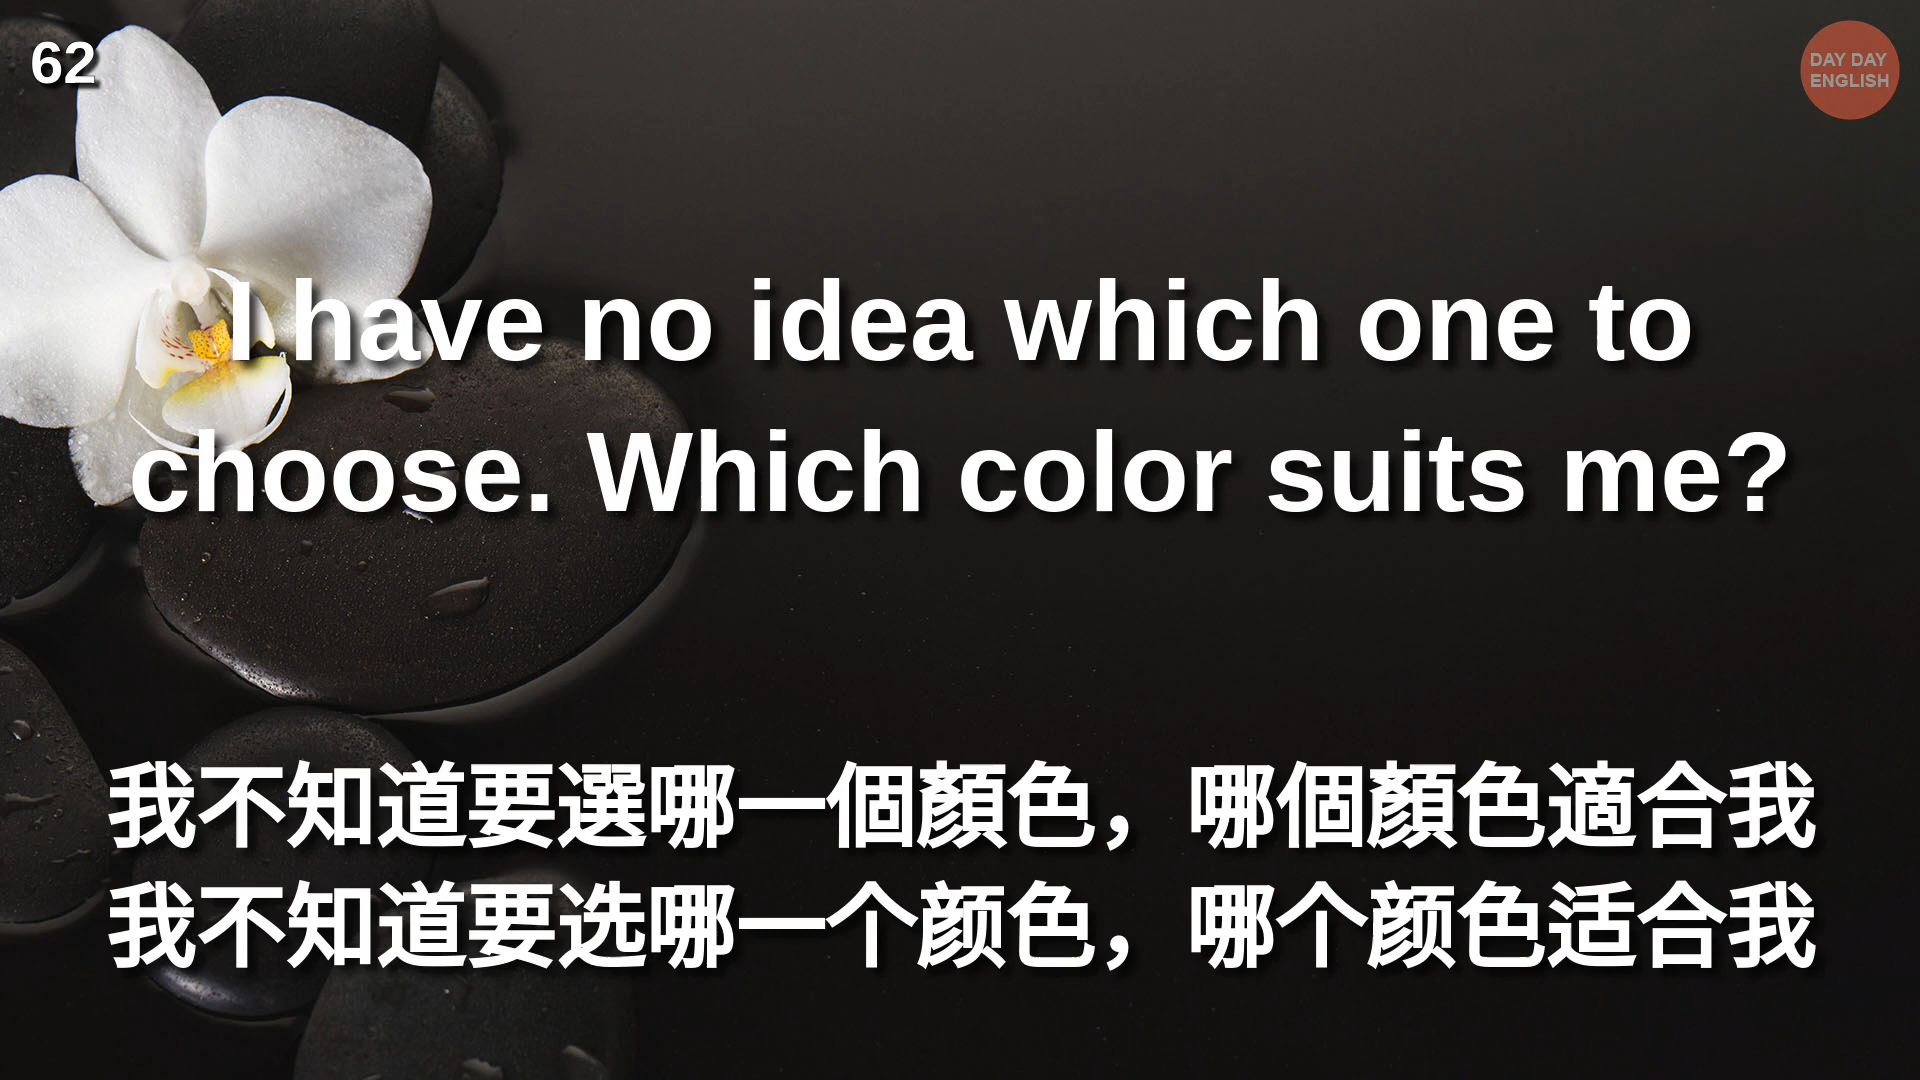 62
DAY DAY
ENGLISH
I have no idea which one to
choose. Which color suits me?
我不知道要選哪一個顏色，哪個顏色適合我
我不知道要选哪一个颜色，哪个颜色适合我